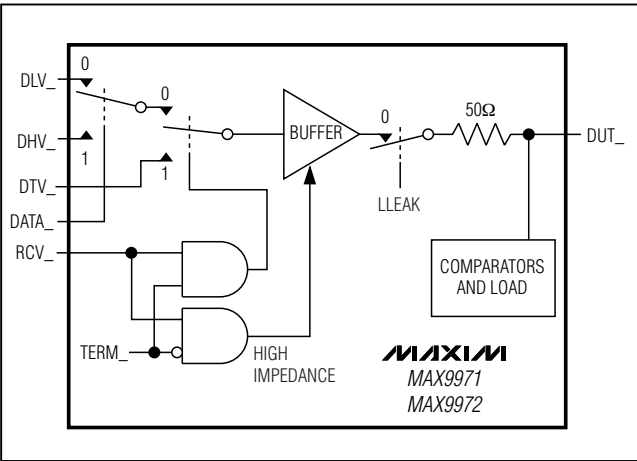 DLV_
0
DHV_
1
0
DTV_
1
DATA_
RCV_
TERM_
BUFFER
HIGH
IMPEDANCE
0
LLEAK
50Ω
DUT_
COMPARATORS
AND LOAD
MAXIM
MAX9971
MAX9972